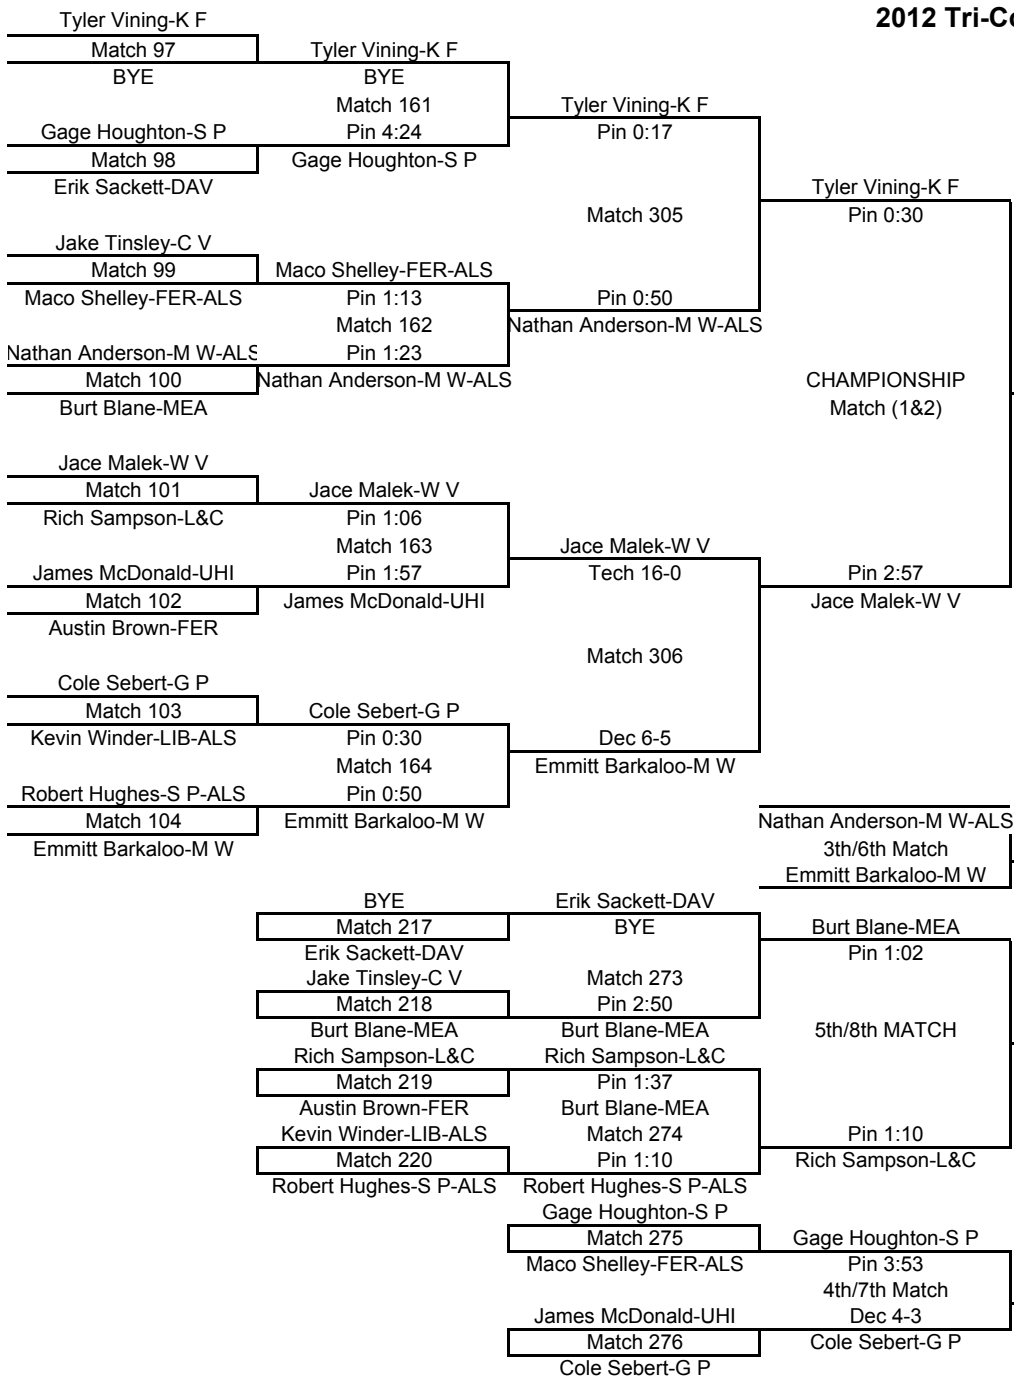 2012 Tri-Co
Tyler Vining-K F
Match 97
BYE
Gage Houghton-S P
Match 98
Erik Sackett-DAV
Jake Tinsley-C V
Match 99
Maco Shelley-FER-ALS
Nathan Anderson-M W-ALS
Match 100
Burt Blane-MEA
Jace Malek-W V
Match 101
Rich Sampson-L&C
James McDonald-UHI
Match 102
Austin Brown-FER
Cole Sebert-G P
Match 103
Kevin Winder-LIB-ALS
Robert Hughes-S P-ALS
Match 104
Emmitt Barkaloo-M W
Tyler Vining-K F
BYE
Match 161
Pin 4:24
Gage Houghton-S P
Maco Shelley-FER-ALS
Pin 1:13
Match 162
Pin 1:23
Nathan Anderson-M W-ALS
Jace Malek-W V
Pin 1:06
Match 163
Pin 1:57
James McDonald-UHI
Cole Sebert-G P
Pin 0:30
Match 164
Pin 0:50
Emmitt Barkaloo-M W
Tyler Vining-K F
Pin 0:17
Match 305
Pin 0:50
Nathan Anderson-M W-ALS
Jace Malek-W V
Tech 16-0
Match 306
Dec 6-5
Emmitt Barkaloo-M W
Tyler Vining-K F
Pin 0:30
CHAMPIONSHIP
Match (1&2)
Pin 2:57
Jace Malek-W V
Nathan Anderson-M W-ALS
3th/6th Match
Emmitt Barkaloo-M W
BYE
Match 217
Erik Sackett-DAV
Jake Tinsley-C V
Match 218
Burt Blane-MEA
Rich Sampson-L&C
Match 219
Austin Brown-FER
Kevin Winder-LIB-ALS
Match 220
Robert Hughes-S P-ALS
Erik Sackett-DAV
BYE
Match 273
Pin 2:50
Burt Blane-MEA
Rich Sampson-L&C
Pin 1:37
Burt Blane-MEA
Match 274
Pin 1:10
Robert Hughes-S P-ALS
Burt Blane-MEA
Pin 1:02
5th/8th MATCH
Pin 1:10
Rich Sampson-L&C
Gage Houghton-S P
Match 275
Maco Shelley-FER-ALS
James McDonald-UHI
Match 276
Cole Sebert-G P
Gage Houghton-S P
Pin 3:53
4th/7th Match
Dec 4-3
Cole Sebert-G P